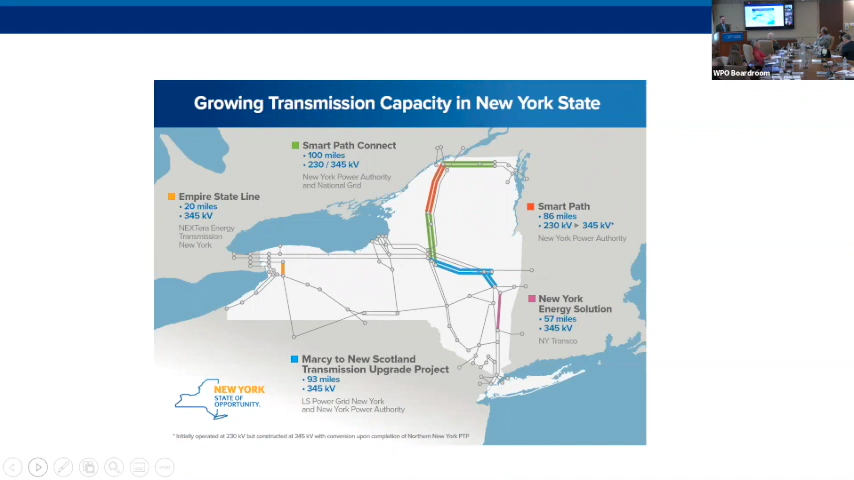 WPO Boardroom
Growing Transmission Capacity in New York State
Smart Path Connect
• 100 miles
• 230 / 345 kV
New York Power Authority
and National Grid
Empire State Line
• 20 miles
• 345 kV
NEXTera Energy
Transmission
New York
Smart Path
• 86 miles
• 230 kV ▸ 345 kV*
New York Power Authority
New York
Energy Solution
• 57 miles
• 345 kV
NY Transco
Marcy to New Scotland
Transmission Upgrade Project
• 93 miles
• 345 kV
LS Power Grid New York
and New York Power Authority
NEW YORK
STATE OF
OPPORTUNITY.
* Initially operated at 230 kV but constructed at 345 kV with conversion upon completion of Northern New York PTP